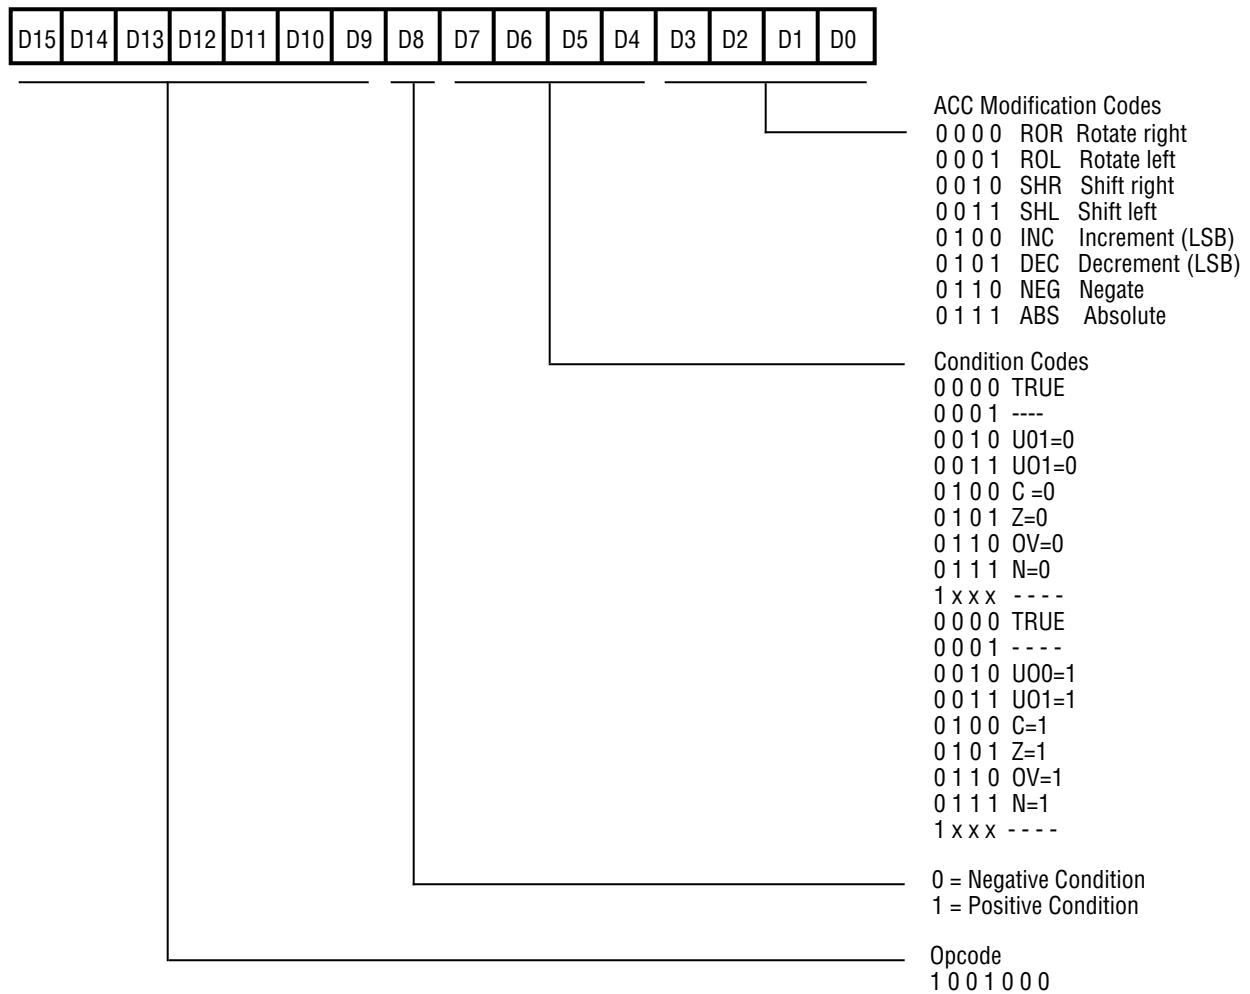 D15 D14 D13 D12 D11 D10 D9 D8 D7 D6 D5 D4 D3 D2 D1 D0
ACC Modification Codes
0 0 0 0 ROR Rotate right
0 0 0 1 ROL Rotate left
0 0 1 0 SHR Shift right
0 0 1 1 SHL Shift left
0 1 0 0 INC Increment (LSB)
0 1 0 1 DEC Decrement (LSB)
0 1 1 0 NEG Negate
0 1 1 1 ABS Absolute
Condition Codes
0 0 0 0 TRUE
0 0 0 1 ----
0 0 1 0 U01=0
0 0 1 1 UO1=0
0 1 0 0 C =0
0 1 0 1 Z=0
0 1 1 0 OV=0
0 1 1 1 N=0
1 x x x - - - -
0 0 0 0 TRUE
0 0 0 1 - - - -
0 0 1 0 UO0=1
0 0 1 1 UO1=1
0 1 0 0 C=1
0 1 0 1 Z=1
0 1 1 0 OV=1
0 1 1 1 N=1
1 x x x - - - -
0 = Negative Condition
1 = Positive Condition
Opcode
1 0 0 1 0 0 0